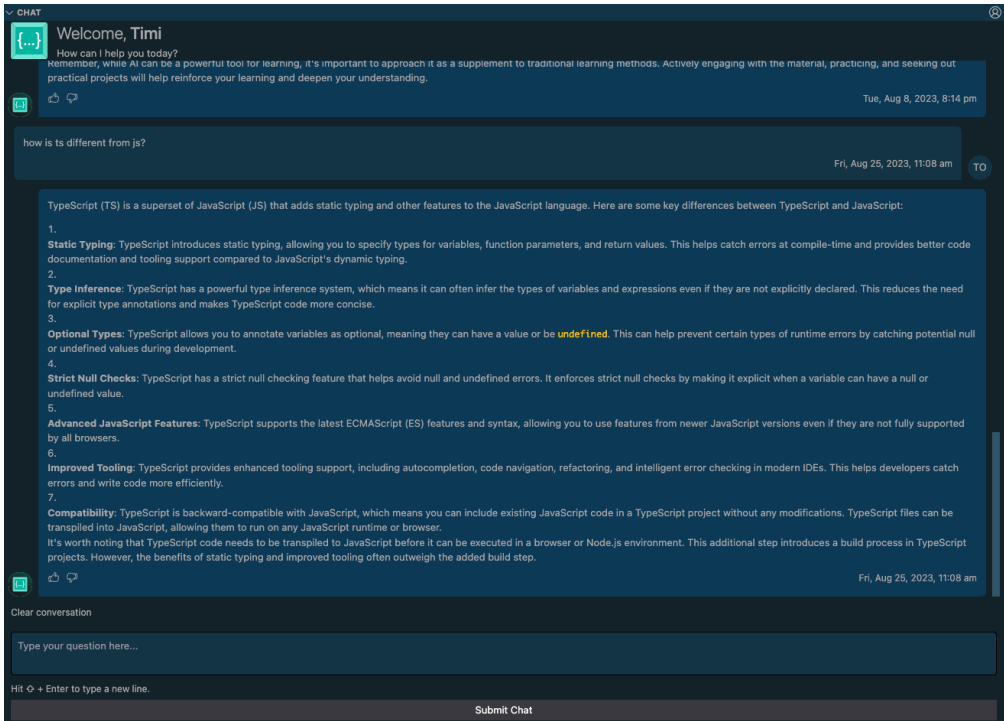 CHAT
{...}
Welcome, Timi
How can I help you today?
Remember, while AI can be a powerful tool for learning, it's important to approach it as a supplement to traditional learning methods. Actively engaging with the material, practicing, and seeking out
practical projects will help reinforce your learning and deepen your understanding.
Tue, Aug 8, 2023, 8:14 pm
how is ts different from js?
Fri, Aug 25, 2023, 11:08 am
TO
TypeScript (TS) is a superset of JavaScript (JS) that adds static typing and other features to the JavaScript language. Here are some key differences between TypeScript and JavaScript:
1.
Static Typing: TypeScript introduces static typing, allowing you to specify types for variables, function parameters, and return values. This helps catch errors at compile-time and provides better code
documentation and tooling support compared to JavaScript's dynamic typing.
2.
Type Inference: TypeScript has a powerful type inference system, which means it can often infer the types of variables and expressions even if they are not explicitly declared. This reduces the need
for explicit type annotations and makes TypeScript code more concise.
3.
Optional Types: TypeScript allows you to annotate variables as optional, meaning they can have a value or be undefined. This can help prevent certain types of runtime errors by catching potential null
or undefined values during development.
4.
Strict Null Checks: TypeScript has a strict null checking feature that helps avoid null and undefined errors. It enforces strict null checks by making it explicit when a variable can have a null or
undefined value.
5.
Advanced JavaScript Features: TypeScript supports the latest ECMAScript (ES) features and syntax, allowing you to use features from newer JavaScript versions even if they are not fully supported
by all browsers.
6.
Improved Tooling: TypeScript provides enhanced tooling support, including autocompletion, code navigation, refactoring, and intelligent error checking in modern IDEs. This helps developers catch
errors and write code more efficiently.
7.
Compatibility: TypeScript is backward-compatible with JavaScript, which means you can include existing JavaScript code in a TypeScript project without any modifications. TypeScript files can be
transpiled into JavaScript, allowing them to run on any JavaScript runtime or browser.
It's worth noting that TypeScript code needs to be transpiled to JavaScript before it can be executed in a browser or Node.js environment. This additional step introduces a build process in TypeScript
projects. However, the benefits of static typing and improved tooling often outweigh the added build step.
Fri, Aug 25, 2023, 11:08 am
Clear conversation
Type your question here...
Hit ⇧ + Enter to type a new line.
Submit Chat